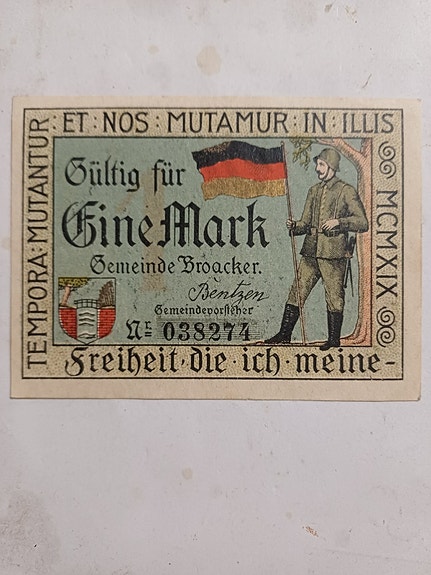 TEMPORA : MUTANTUR : ET : NOS : MUTAMUR : IN : ILLIS
MCMXIX
Gültig für
Eine Mark
Gemeinde Broacker.
Bentzen
Gemeindevorsteher
Nr 038274
Freiheit · die · ich · meine -